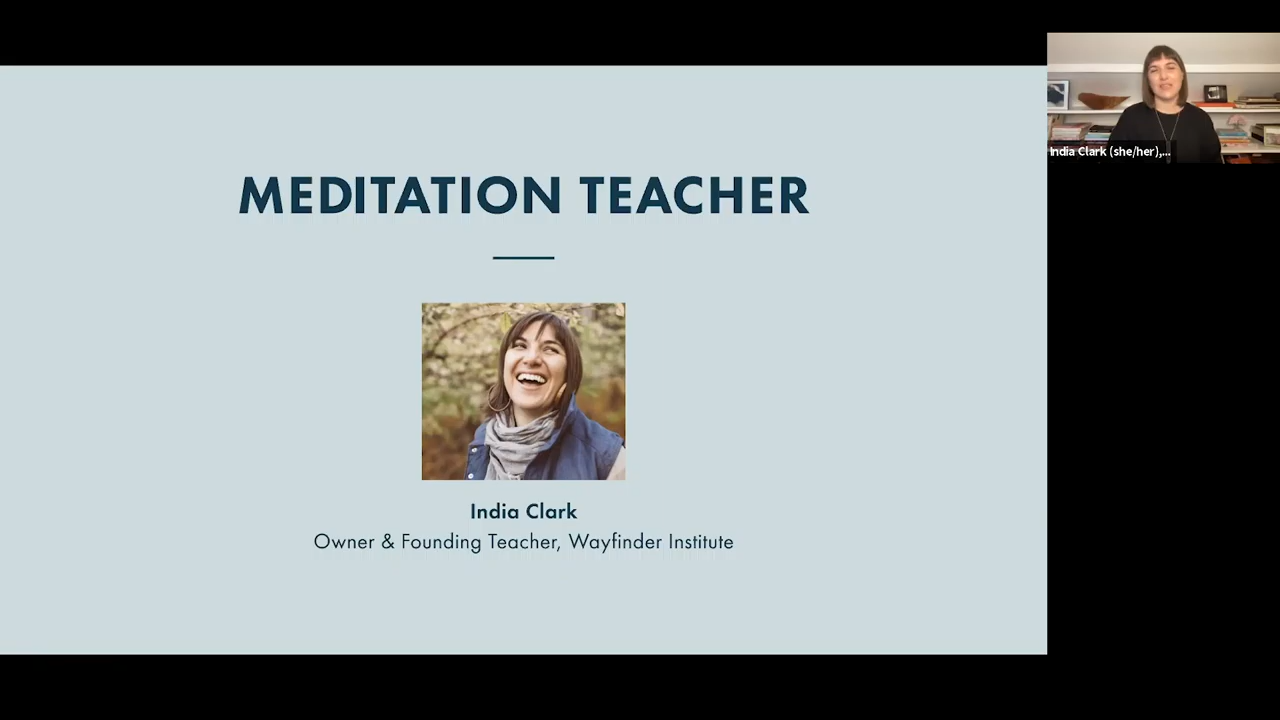 MEDITATION TEACHER
India Clark
Owner & Founding Teacher, Wayfinder Institute
India Clark (she/her),...